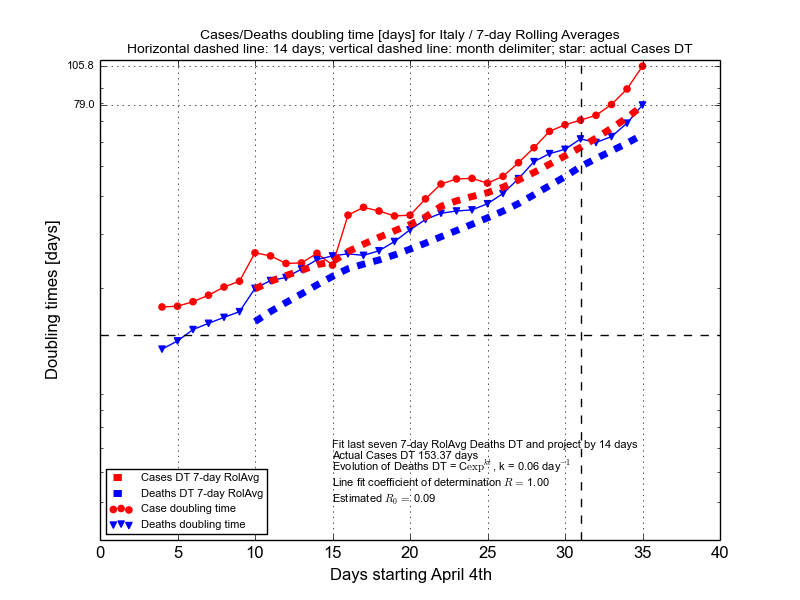 Cases/Deaths doubling time [days] for Italy / 7-day Rolling Averages
Horizontal dashed line: 14 days; vertical dashed line: month delimiter; star: actual Cases DT
105.8
79.0
Doubling times [days]
Fit last seven 7-day RolAvg Deaths DT and project by 14 days
Actual Cases DT 153.37 days
Evolution of Deaths DT = Cexp^{kt}, k = 0.06 day^{-1}
Line fit coefficient of determination R = 1.00
Estimated R_0 = 0.09
Cases DT 7-day RolAvg
Deaths DT 7-day RolAvg
Case doubling time
Deaths doubling time
0 5 10 15 20 25 30 35 40
Days starting April 4th